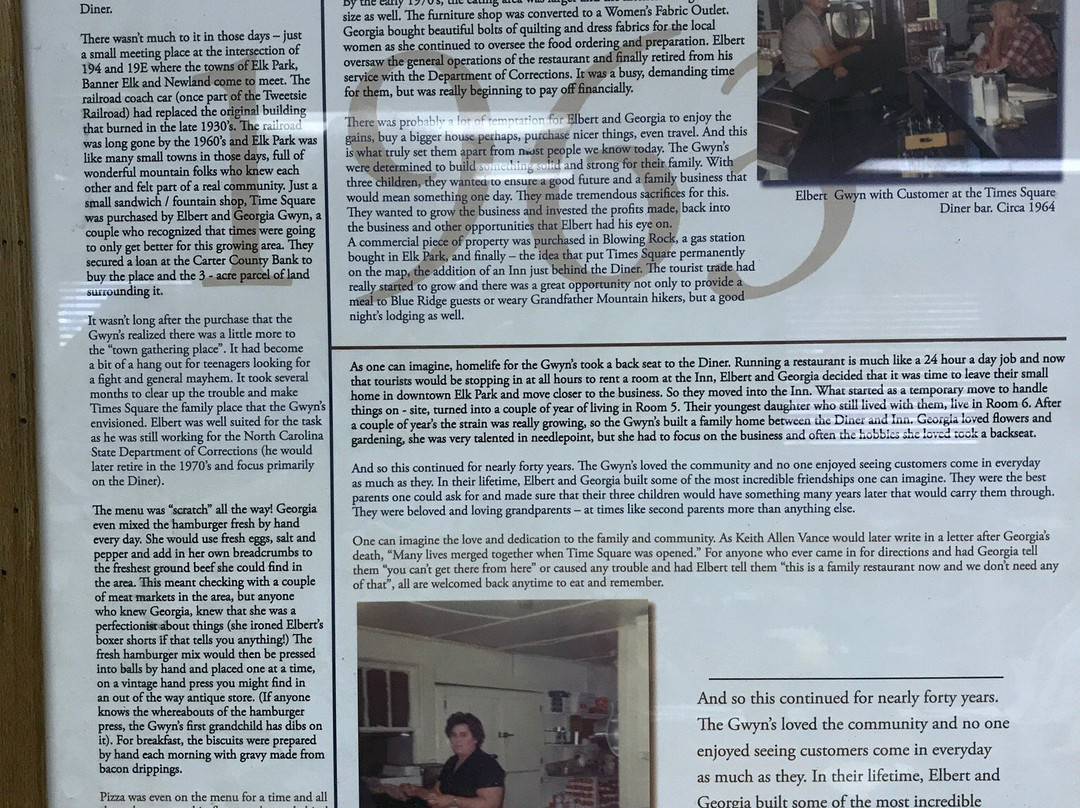 Diner.
There wasn't much to it in those days – just
a small meeting place at the intersection of
194 and 19E where the towns of Elk Park,
Banner Elk and Newland come to meet. The
railroad coach car (once part of the Tweetsie
Railroad) had replaced the original building
that burned in the late 1930's. The railroad
was long gone by the 1960's and Elk Park was
like many small towns in those days, full of
wonderful mountain folks who knew each
other and felt part of a real community. Just a
small sandwich / fountain shop, Time Square
was purchased by Elbert and Georgia Gwyn, a
couple who recognized that times were going
to only get better for this growing area. They
secured a loan at the Carter County Bank to
buy the place and the 3 - acre parcel of land
surrounding it.
It wasn't long after the purchase that the
Gwyn's realized there was a little more to
the “town gathering place”. It had become
a bit of a hang out for teenagers looking for
a fight and general mayhem. It took several
months to clear up the trouble and make
Times Square the family place that the Gwyn's
envisioned. Elbert was well suited for the task
as he was still working for the North Carolina
State Department of Corrections (he would
later retire in the 1970's and focus primarily
on the Diner).
The menu was “scratch” all the way! Georgia
even mixed the hamburger fresh by hand
every day. She would use fresh eggs, salt and
pepper and add in her own breadcrumbs to
the freshest ground beef she could find in
the area. This meant checking with a couple
of meat markets in the area, but anyone
who knew Georgia, knew that she was a
perfectionist about things (she ironed Elbert's
boxer shorts if that tells you anything!) The
fresh hamburger mix would then be pressed
into balls by hand and placed one at a time,
on a vintage hand press you might find in
an out of the way antique store. (If anyone
knows the whereabouts of the hamburger
press, the Gwyn's first grandchild has dibs on
it). For breakfast, the biscuits were prepared
by hand each morning with gravy made from
bacon drippings.
Pizza was even on the menu for a time and all
1963
By the early 1970's, the eating area was larger and the
size as well. The furniture shop was converted to a Women's Fabric Outlet.
Georgia bought beautiful bolts of quilting and dress fabrics for the local
women as she continued to oversee the food ordering and preparation. Elbert
oversaw the general operations of the restaurant and finally retired from his
service with the Department of Corrections. It was a busy, demanding time
for them, but was really beginning to pay off financially.
There was probably a lot of temptation for Elbert and Georgia to enjoy the
gains, buy a bigger house perhaps, purchase nicer things, even travel. And this
is what truly set them apart from most people we know today. The Gwyn's
were determined to build something solid and strong for their family. With
three children, they wanted to ensure a good future and a family business that
would mean something one day. They made tremendous sacrifices for this.
They wanted to grow the business and invested the profits made, back into
the business and other opportunities that Elbert had his eye on.
A commercial piece of property was purchased in Blowing Rock, a gas station
bought in Elk Park, and finally – the idea that put Times Square permanently
on the map, the addition of an Inn just behind the Diner. The tourist trade had
really started to grow and there was a great opportunity not only to provide a
meal to Blue Ridge guests or weary Grandfather Mountain hikers, but a good
night's lodging as well.
Elbert Gwyn with Customer at the Times Square
Diner bar. Circa 1964
As one can imagine, homelife for the Gwyn's took a back seat to the Diner. Running a restaurant is much like a 24 hour a day job and now
that tourists would be stopping in at all hours to rent a room at the Inn, Elbert and Georgia decided that it was time to leave their small
home in downtown Elk Park and move closer to the business. So they moved into the Inn. What started as a temporary move to handle
things on - site, turned into a couple of year of living in Room 5. Their youngest daughter who still lived with them, live in Room 6. After
a couple of year's the strain was really growing, so the Gwyn's built a family home between the Diner and Inn. Georgia loved flowers and
gardening, she was very talented in needlepoint, but she had to focus on the business and often the hobbies she loved took a backseat.
And so this continued for nearly forty years. The Gwyn's loved the community and no one enjoyed seeing customers come in everyday
as much as they. In their lifetime, Elbert and Georgia built some of the most incredible friendships one can imagine. They were the best
parents one could ask for and made sure that their three children would have something many years later that would carry them through.
They were beloved and loving grandparents – at times like second parents more than anything else.
One can imagine the love and dedication to the family and community. As Keith Allen Vance would later write in a letter after Georgia's
death, “Many lives merged together when Time Square was opened.” For anyone who ever came in for directions and had Georgia tell
them “you can't get there from here” or caused any trouble and had Elbert tell them “this is a family restaurant now and we don't need any
of that”, all are welcomed back anytime to eat and remember.
And so this continued for nearly forty years.
The Gwyn's loved the community and no one
enjoyed seeing customers come in everyday
as much as they. In their lifetime, Elbert and
Georgia built some of the most incredible